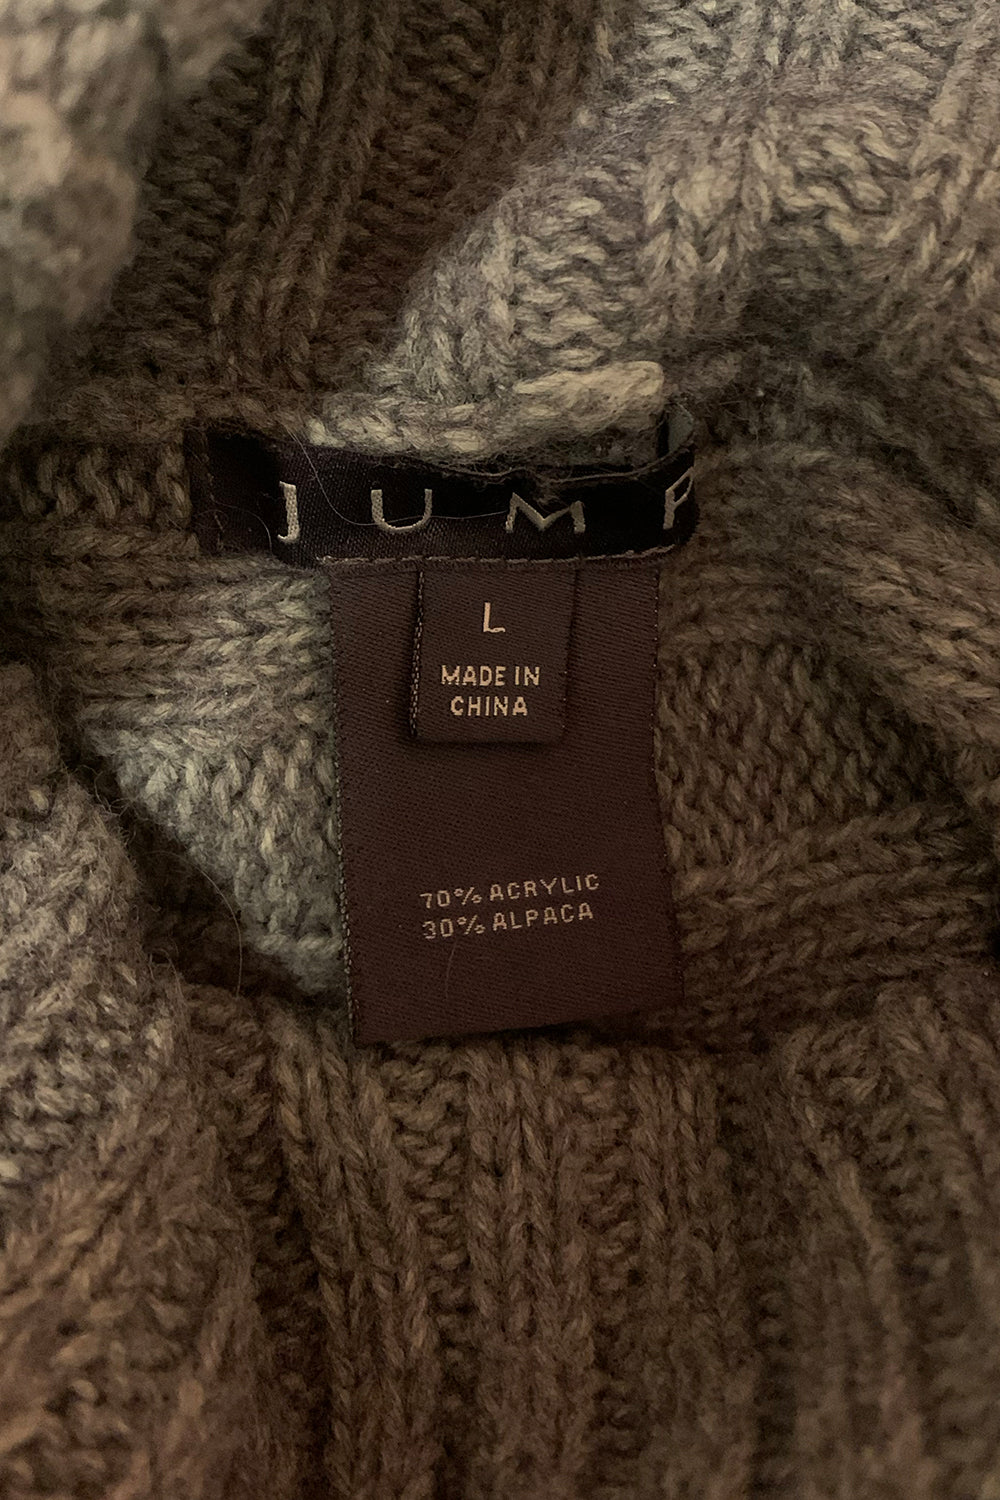 JUMP
L
MADE IN
CHINA
70% ACRYLIC
30% ALPACA